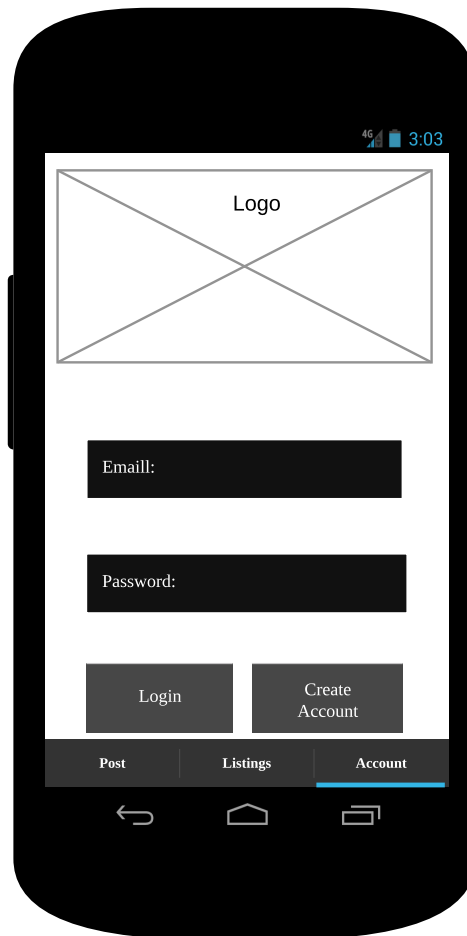 4G 3:03
Logo
Emaill:
Password:
Login
Create
Account
Post Listings Account